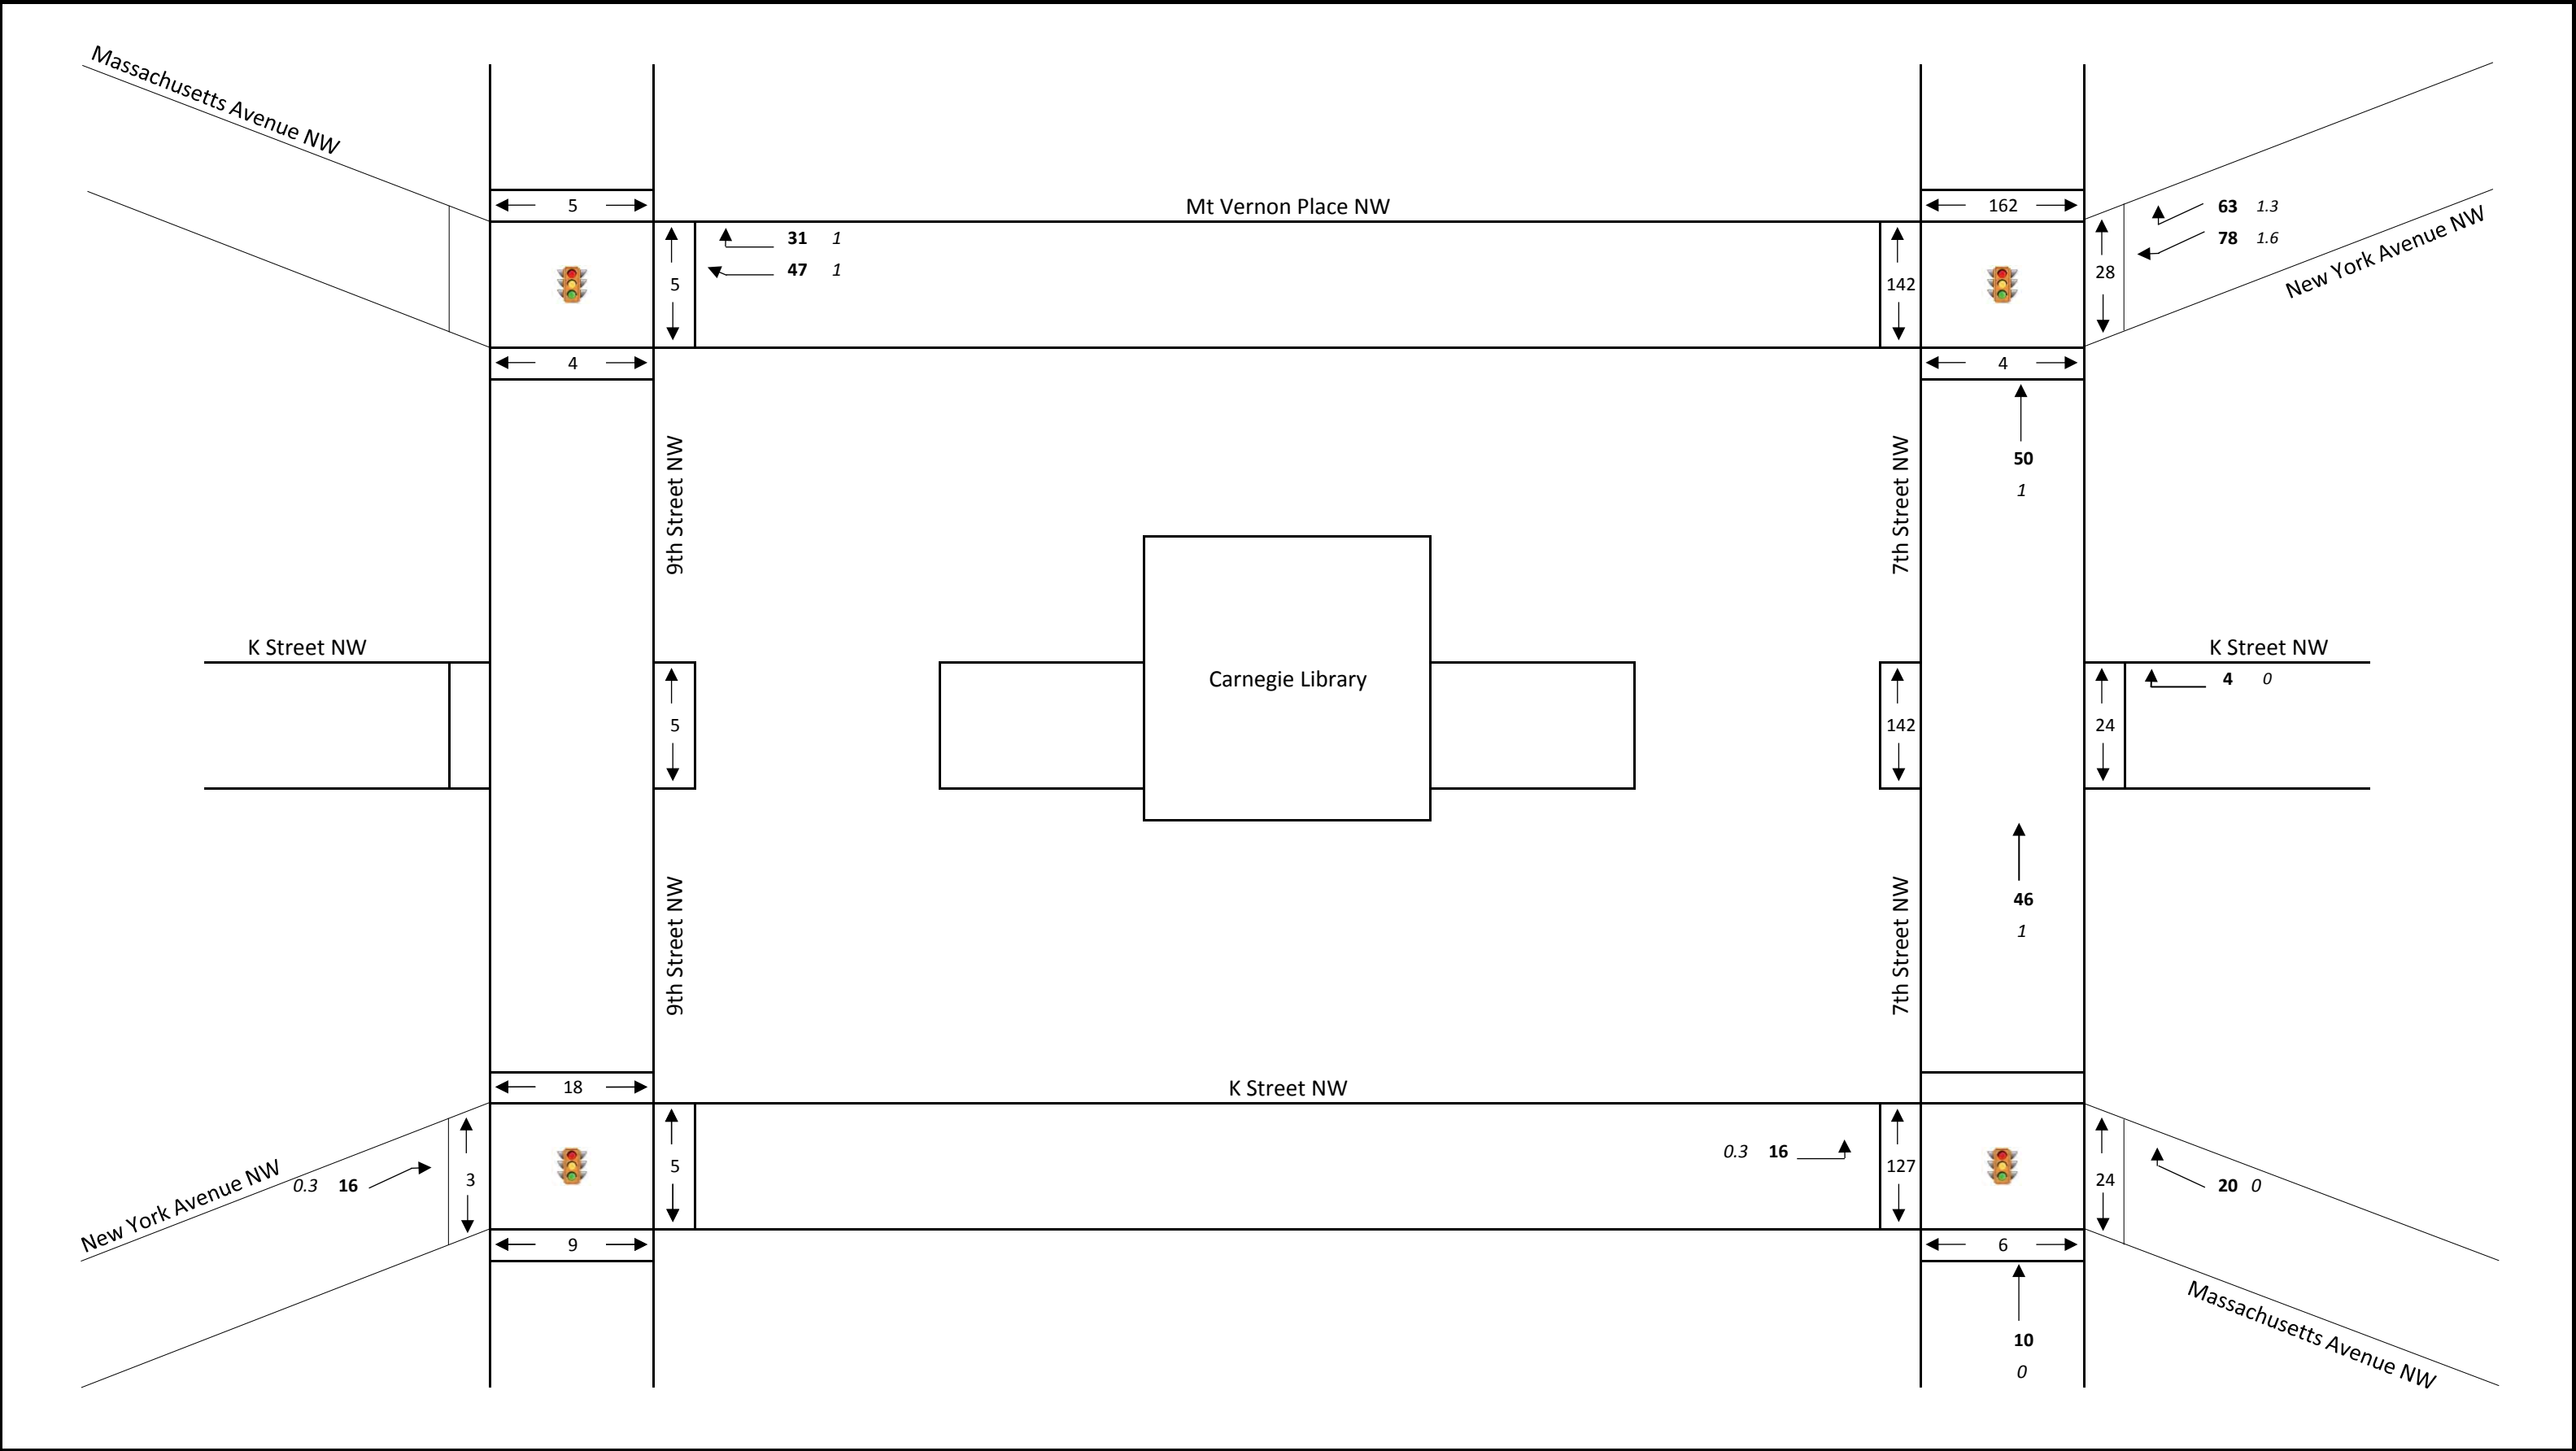 Massachusetts Avenue NW
5
Mt Vernon Place NW
162
63 1.3
78 1.6
New York Avenue NW
31 1
47 1
5
142
28
4
4
9th Street NW
7th Street NW
50
1
K Street NW
K Street NW
Carnegie Library
4 0
5
142
24
9th Street NW
7th Street NW
46
1
18
K Street NW
New York Avenue NW
0.3 16
3
5
0.3 16
127
24
20 0
9
6
Massachusetts Avenue NW
10
0